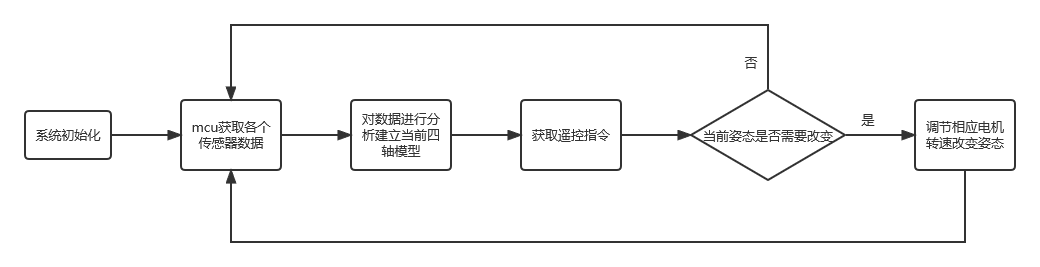 系统初始化
mcu获取各个
传感器数据
对数据进行分
析建立当前四
轴模型
获取遥控指令
当前姿态是否需要改变
否
是
调节相应电机
转速改变姿态